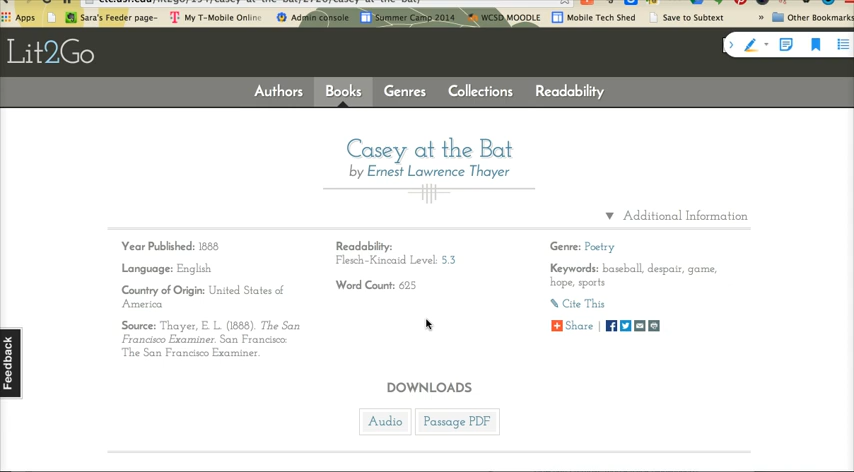 Apps Sara's Feeder page- My T-Mobile Online Admin console Summer Camp 2014 WCSD MOODLE Mobile Tech Shed Save to Subtext » Other Bookmarks
Lit2Go
Authors Books Genres Collections Readability
Casey at the Bat
by Ernest Lawrence Thayer
▼ Additional Information
Year Published: 1888
Language: English
Country of Origin: United States of
America
Source: Thayer, E. L. (1888). The San
Francisco Examiner. San Francisco:
The San Francisco Examiner.
Readability:
Flesch–Kincaid Level: 5.3
Word Count: 625
Genre: Poetry
Keywords: baseball, despair, game,
hope, sports
Cite This
Share |
Feedback
DOWNLOADS
Audio Passage PDF